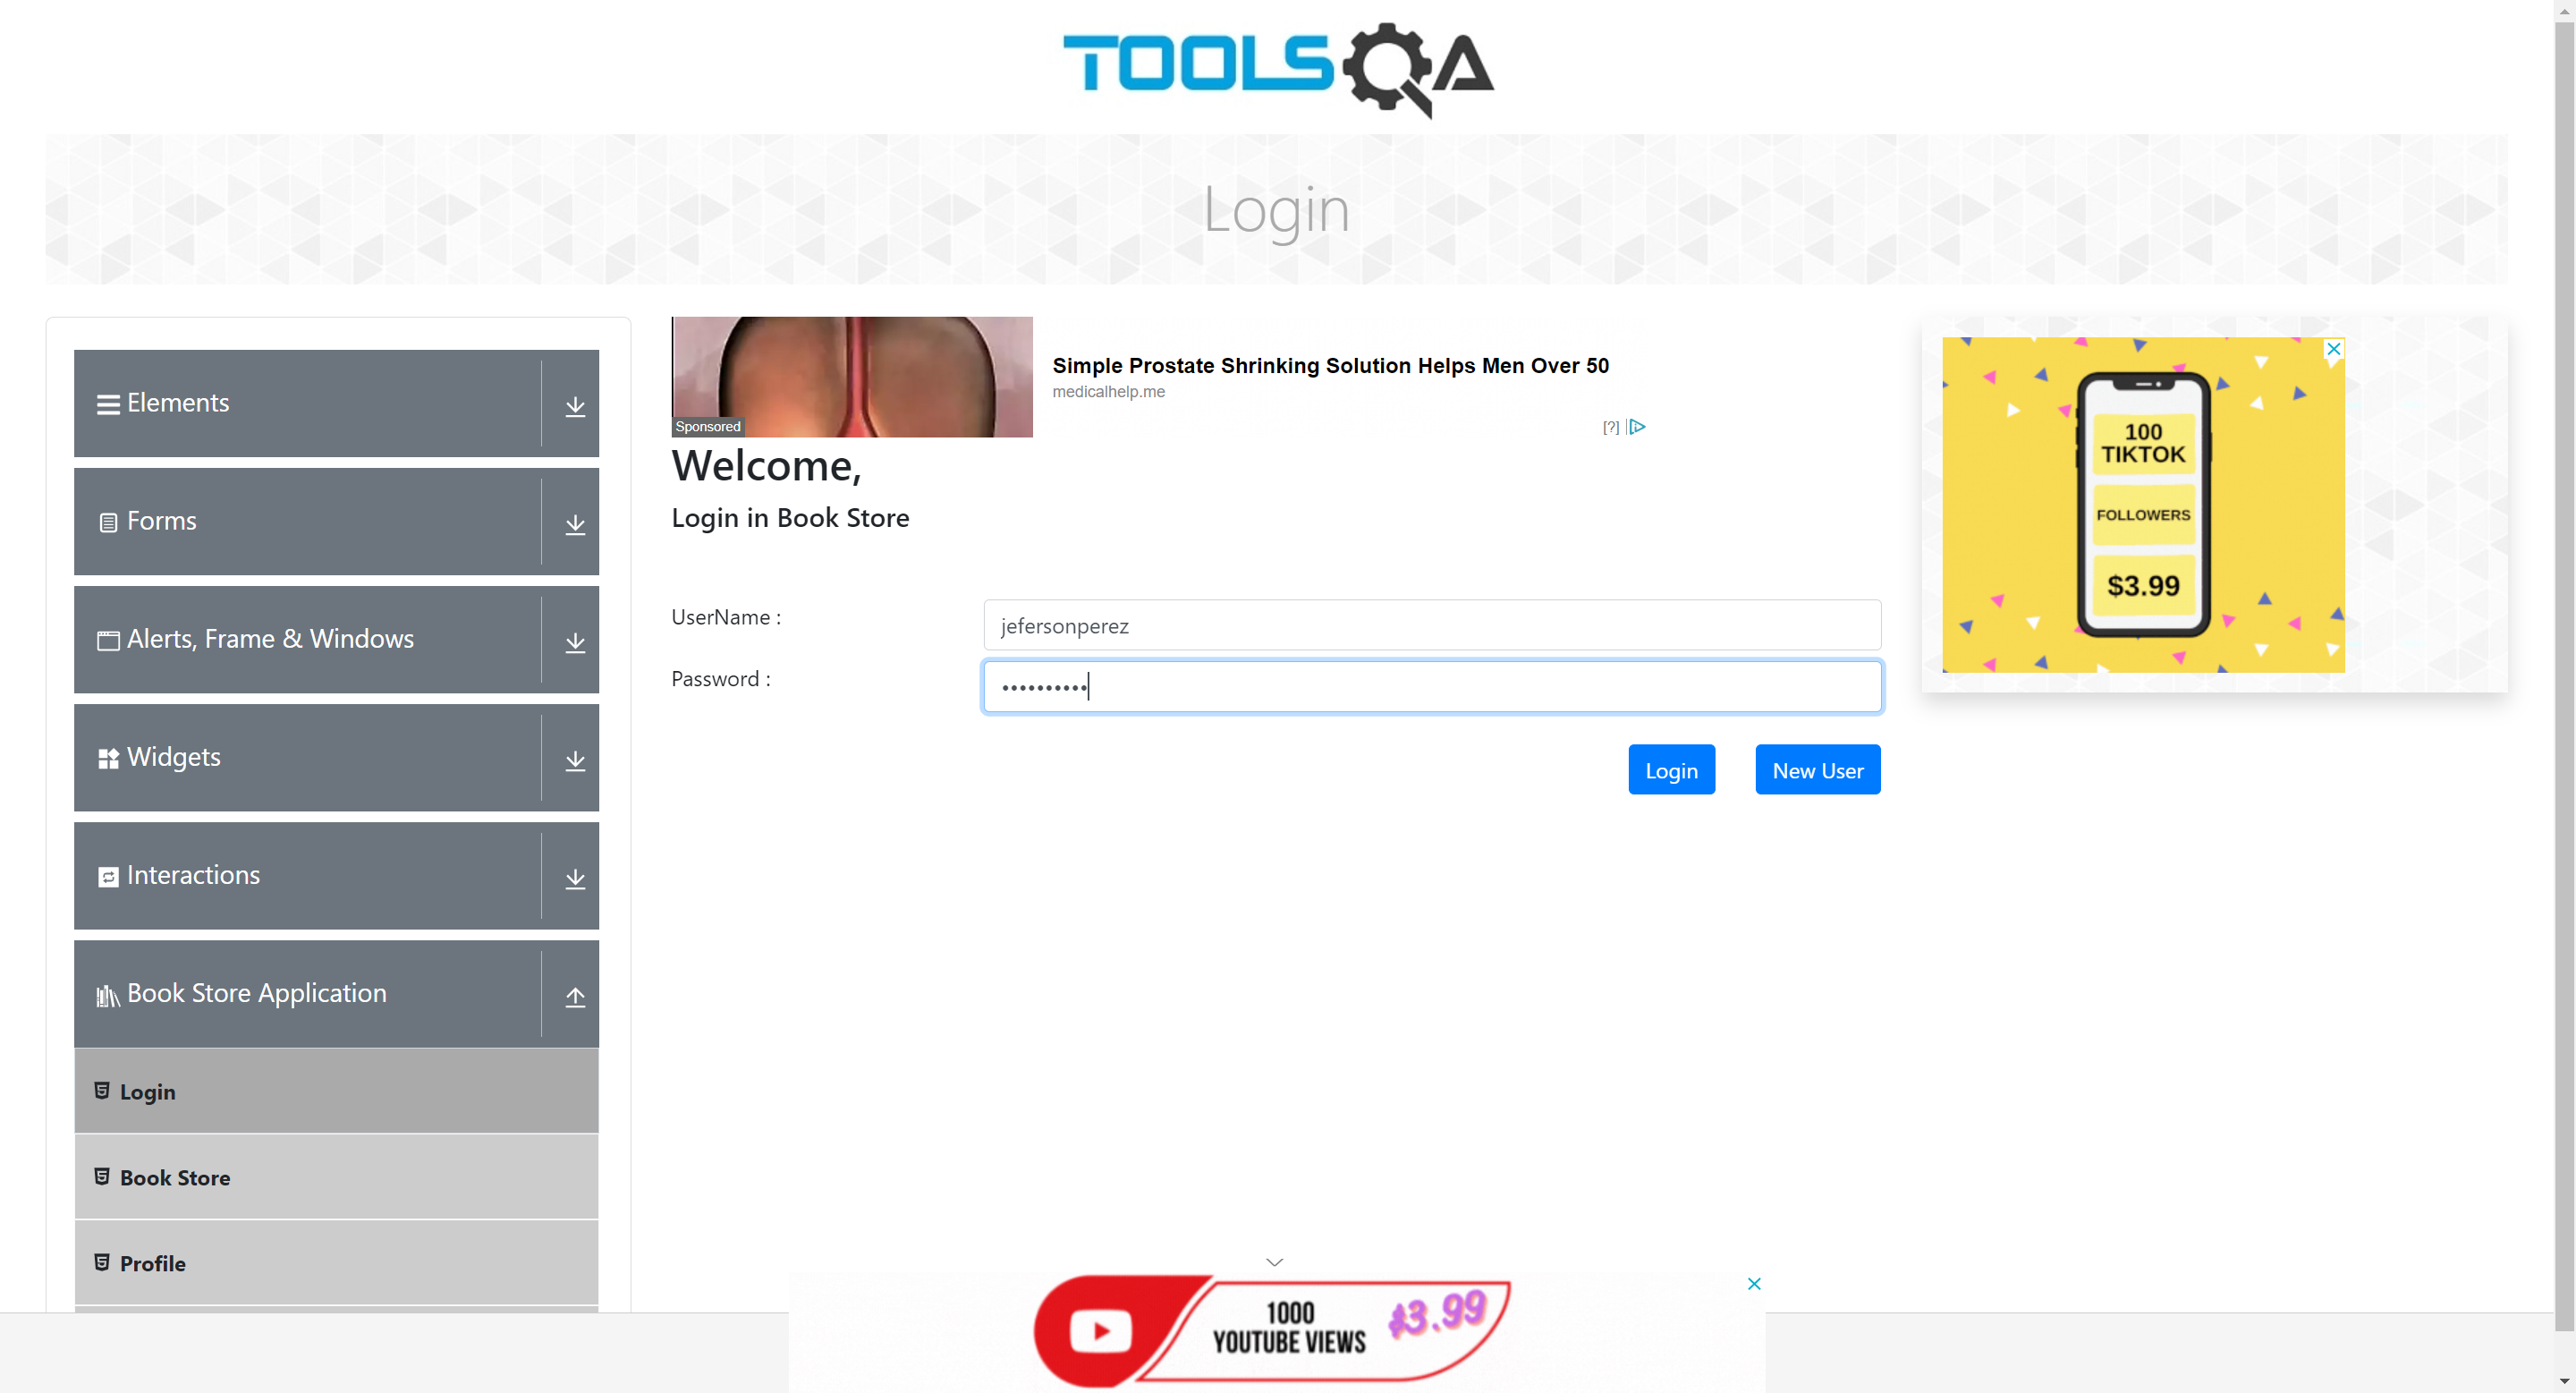 TOOLSQA
Login
Elements
Forms
Alerts, Frame & Windows
Widgets
Interactions
Book Store Application
Login
Book Store
Profile
Sponsored
Simple Prostate Shrinking Solution Helps Men Over 50
medicalhelp.me
[?]
Welcome,
Login in Book Store
UserName :
jefersonperez
Password :
••••••••••
Login
New User
100
TIKTOK
FOLLOWERS
$3.99
1000
YOUTUBE VIEWS
$3.99